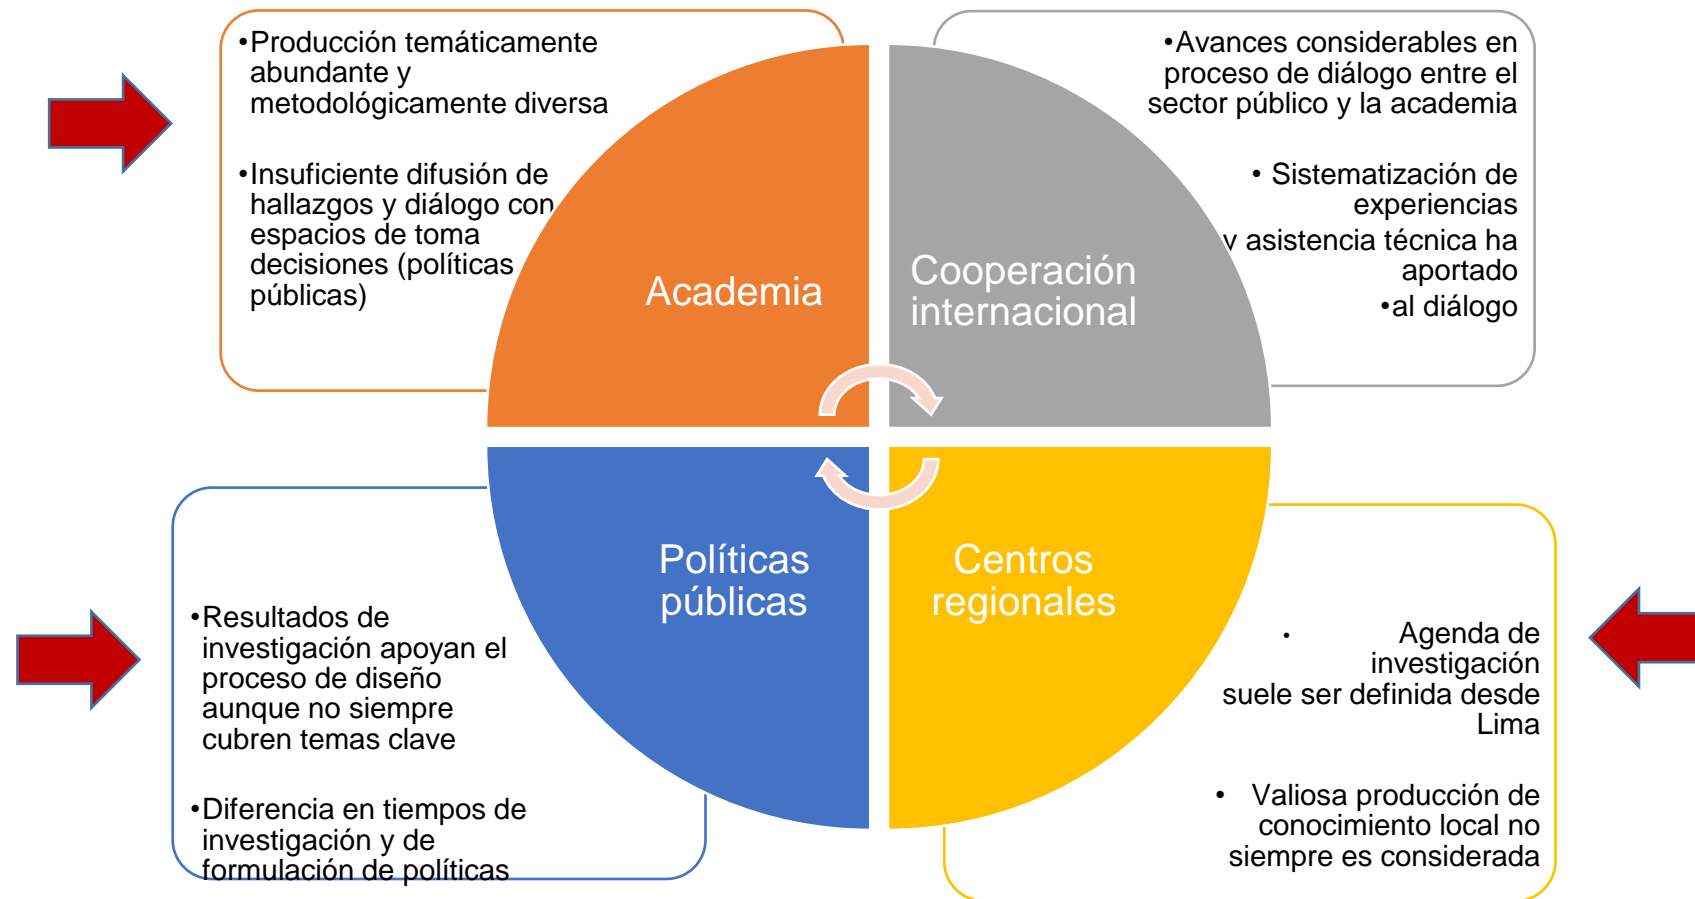 •Producción temáticamente
abundante y
metodológicamente diversa
•Insuficiente difusión de
hallazgos y diálogo con
espacios de toma
decisiones (políticas
públicas)
Academia
•Avances considerables en
proceso de diálogo entre el
sector público y la academia
• Sistematización de
experiencias
y asistencia técnica ha
aportado
•al diálogo
Cooperación
internacional
•Resultados de
investigación apoyan el
proceso de diseño
aunque no siempre
cubren temas clave
•Diferencia en tiempos de
investigación y de
formulación de políticas
Políticas
públicas
Centros
regionales
• Agenda de
investigación
suele ser definida desde
Lima
• Valiosa producción de
conocimiento local no
siempre es considerada